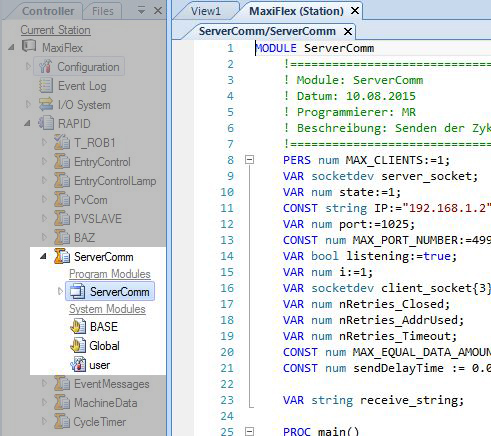 Controller
Files
Current Station
MaxiFlex
Configuration
Event Log
I/O System
RAPID
T_ROB1
EntryControl
EntryControlLamp
PvCom
PVSLAVE
BAZ
ServerComm
Program Modules
ServerComm
System Modules
BASE
Global
user
EventMessages
MachineData
CycleTimer
View1
MaxiFlex (Station)
ServerComm/ServerComm
1 MODULE ServerComm
2 !==========================
3 ! Module: ServerComm
4 ! Datum: 10.08.2015
5 ! Programmierer: MR
6 ! Beschreibung: Senden der Zyk
7 !==========================
8 PERS num MAX_CLIENTS:=1;
9 VAR socketdev server_socket;
10 VAR num state:=1;
11 CONST string IP:="192.168.1.2"
12 VAR num port:=1025;
13 CONST num MAX_PORT_NUMBER:=499
14 VAR bool listening:=true;
15 VAR num i:=1;
16 VAR socketdev client_socket{3}
17 VAR num nRetries_Closed;
18 VAR num nRetries_AddrUsed;
19 VAR num nRetries_Timeout;
20 CONST num MAX_EQUAL_DATA_AMOUN
21 CONST num sendDelayTime := 0.0
22
23 VAR string receive_string;
24
25 PROC main()